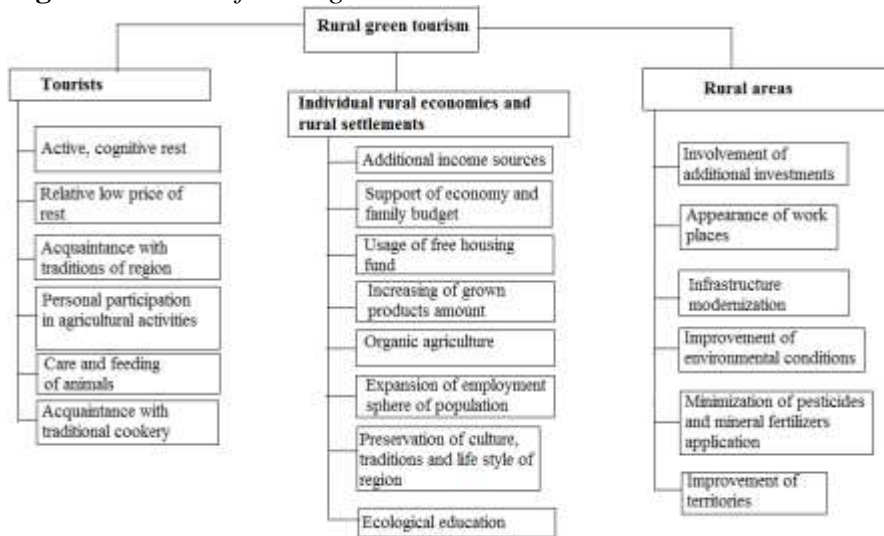 Rural green tourism
Tourists
Active, cognitive rest
Relative low price of
rest
Acquaintance with
traditions of region
Personal participation
in agricultural activities
Care and feeding
of animals
Acquaintance with
traditional cookery
Individual rural economies and
rural settlements
Additional income sources
Support of economy and
family budget
Usage of free housing
fund
Increasing of grown
products amount
Organic agriculture
Expansion of employment
sphere of population
Preservation of culture,
traditions and life style of
region
Ecological education
Rural areas
Involvement of
additional investments
Appearance of work
places
Infrastructure
modernization
Improvement of
environmental conditions
Minimization of pesticides
and mineral fertilizers
application
Improvement of
territories